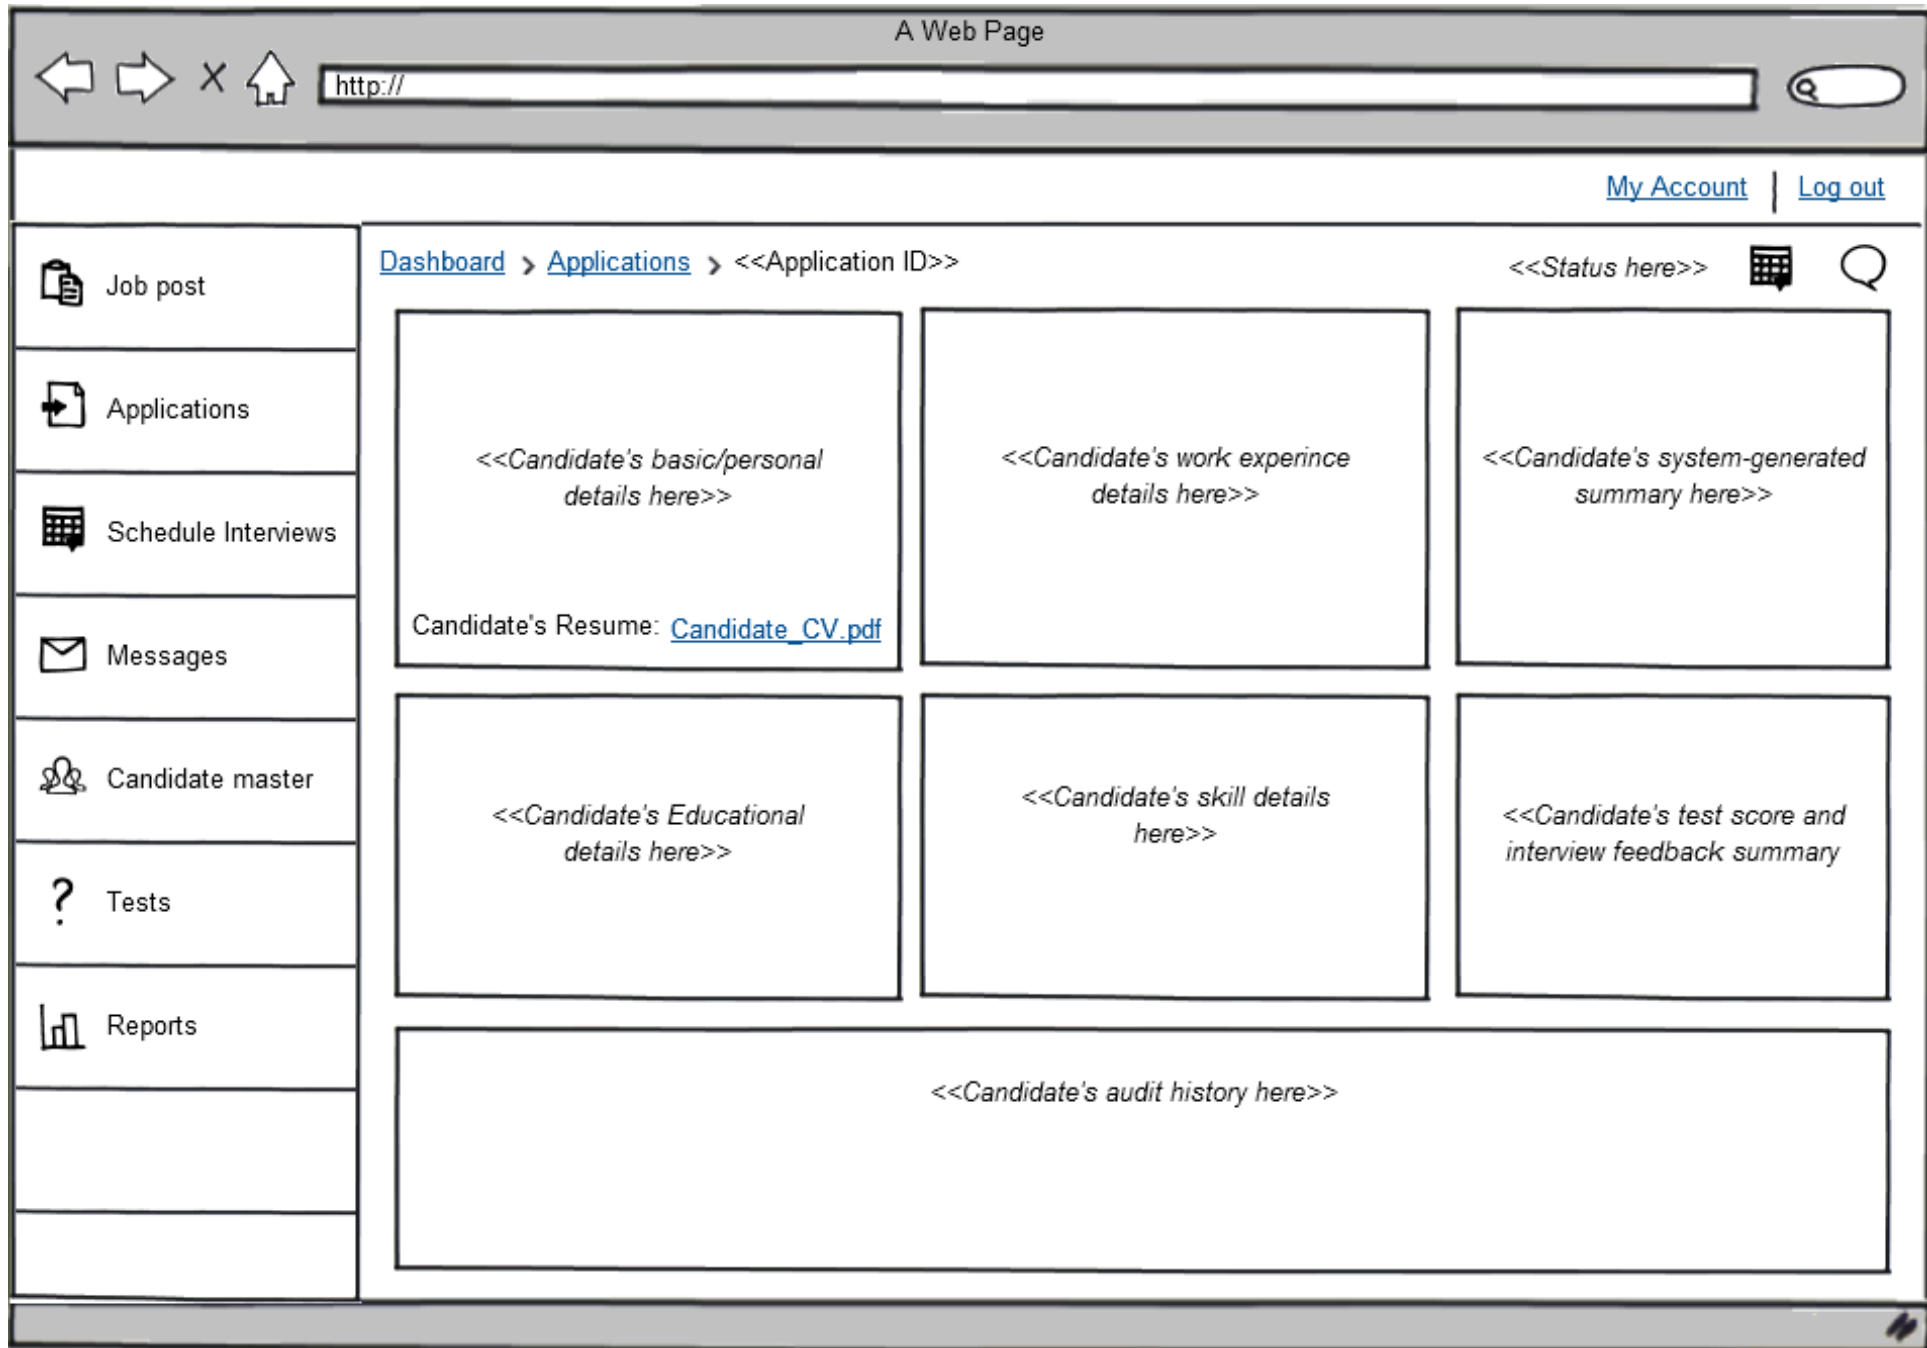 A Web Page
http://
My Account
Log out
Job post
Applications
Schedule Interviews
Messages
Candidate master
Tests
Reports
Dashboard > Applications > <<Application ID>>
<<Status here>>
<<Candidate's basic/personal
details here>>
Candidate's Resume: Candidate_CV.pdf
<<Candidate's work experince
details here>>
<<Candidate's system-generated
summary here>>
<<Candidate's Educational
details here>>
<<Candidate's skill details
here>>
<<Candidate's test score and
interview feedback summary
<<Candidate's audit history here>>